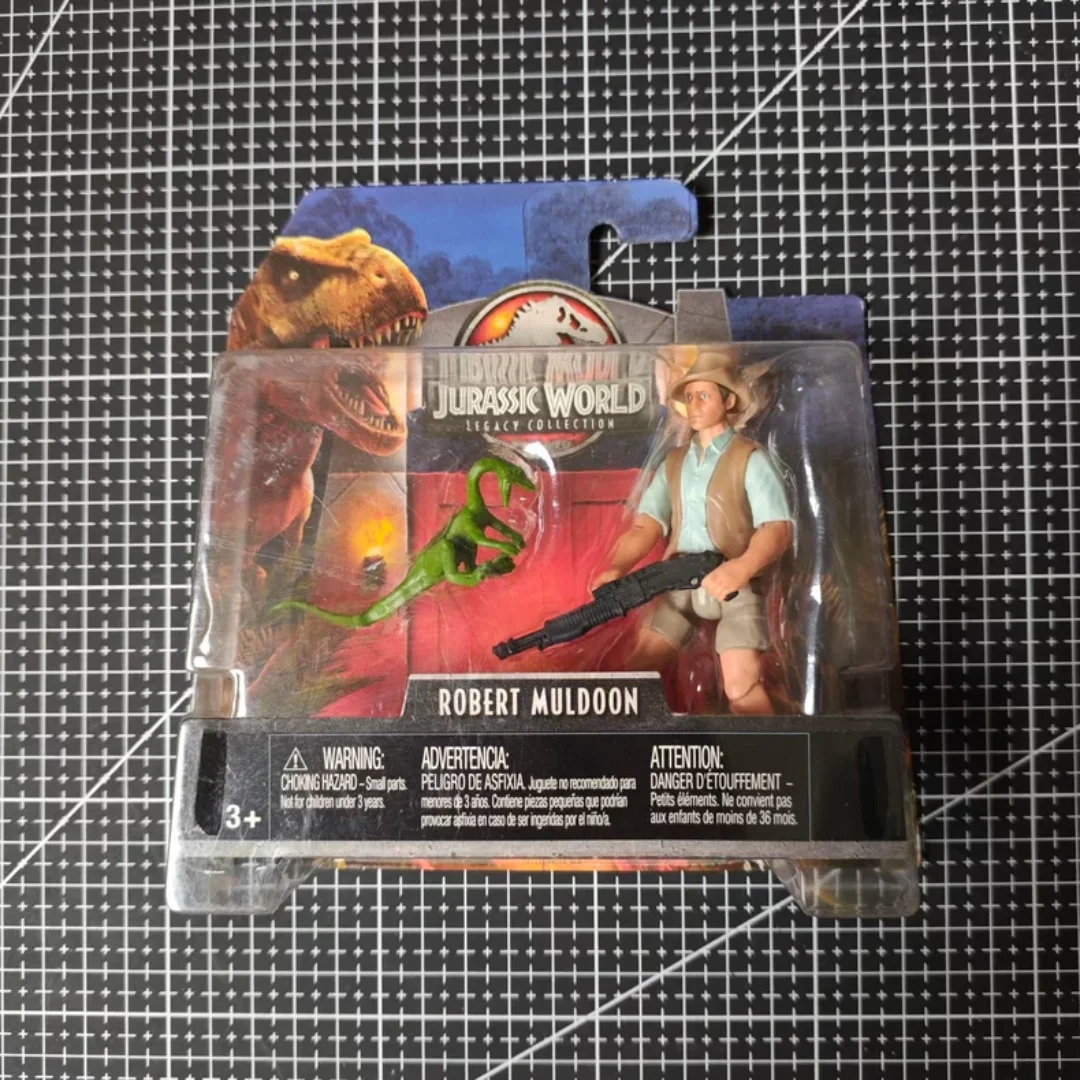 JURASSIC WORLD
LEGACY COLLECTION
ROBERT MULDOON
3+
WARNING:
CHOKING HAZARD – Small parts.
Not for children under 3 years.
ADVERTENCIA:
PELIGRO DE ASFIXIA. Juguete no recomendado para
menores de 3 años. Contiene piezas pequeñas que podrían
provocar asfixia en caso de ser ingeridas por el niño/a.
ATTENTION:
DANGER D'ÉTOUFFEMENT –
Petits éléments. Ne convient pas
aux enfants de moins de 36 mois.